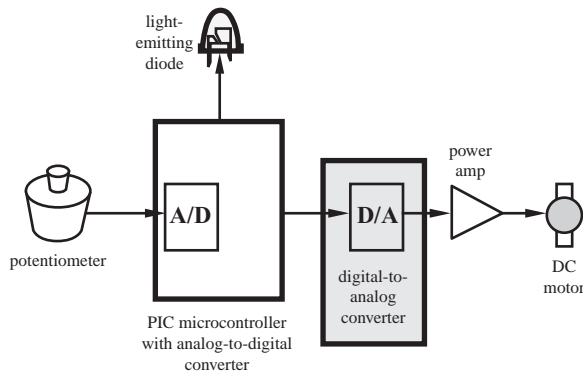 light-
emitting
diode
potentiometer
A/D
PIC microcontroller
with analog-to-digital
converter
D/A
digital-to-
analog
converter
power
amp
DC
motor